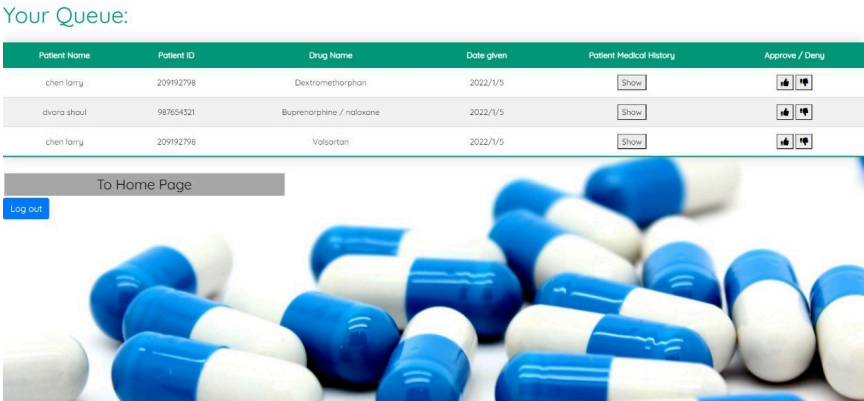 Your Queue:
Patient Name Patient ID Drug Name Date given Patient Medical History Approve / Deny
chen larry 209192798 Dextromethorphan 2022/1/5 Show
dvora shaul 987654321 Buprenorphine / naloxone 2022/1/5 Show
chen larry 209192798 Valsartan 2022/1/5 Show
To Home Page
Log out